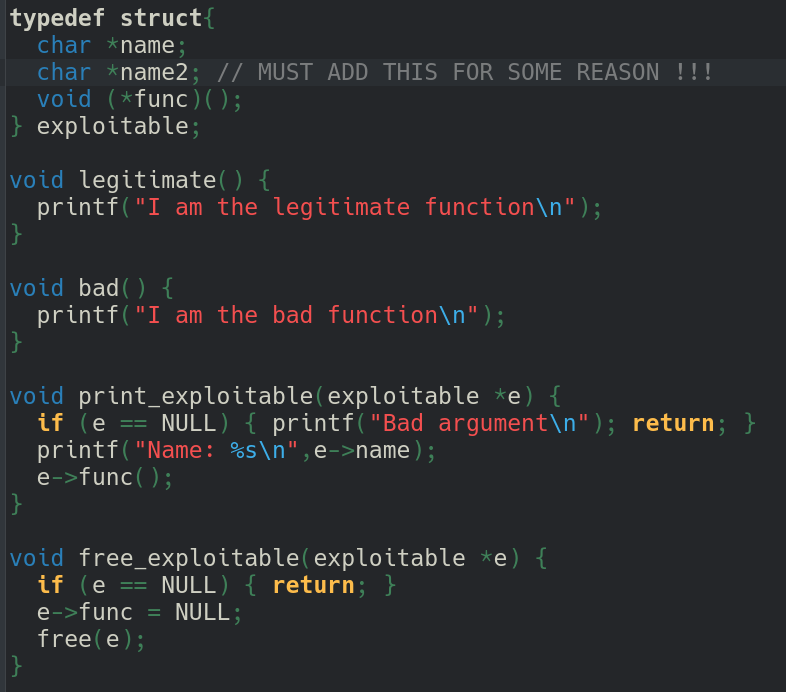 typedef struct{
  char *name;
  char *name2; // MUST ADD THIS FOR SOME REASON !!!
  void (*func)();
} exploitable;

void legitimate() {
  printf("I am the legitimate function\n");
}

void bad() {
  printf("I am the bad function\n");
}

void print_exploitable(exploitable *e) {
  if (e == NULL) { printf("Bad argument\n"); return; }
  printf("Name: %s\n",e->name);
  e->func();
}

void free_exploitable(exploitable *e) {
  if (e == NULL) { return; }
  e->func = NULL;
  free(e);
}